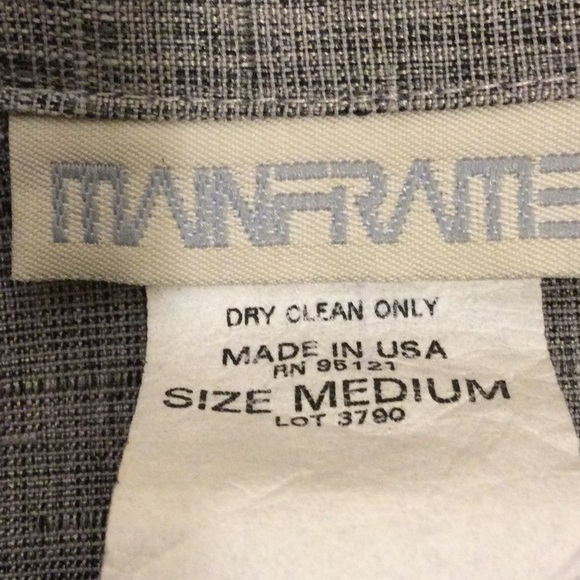 MAINFRAME
DRY CLEAN ONLY
MADE IN USA
RN 95121
SIZE MEDIUM
LOT 3790